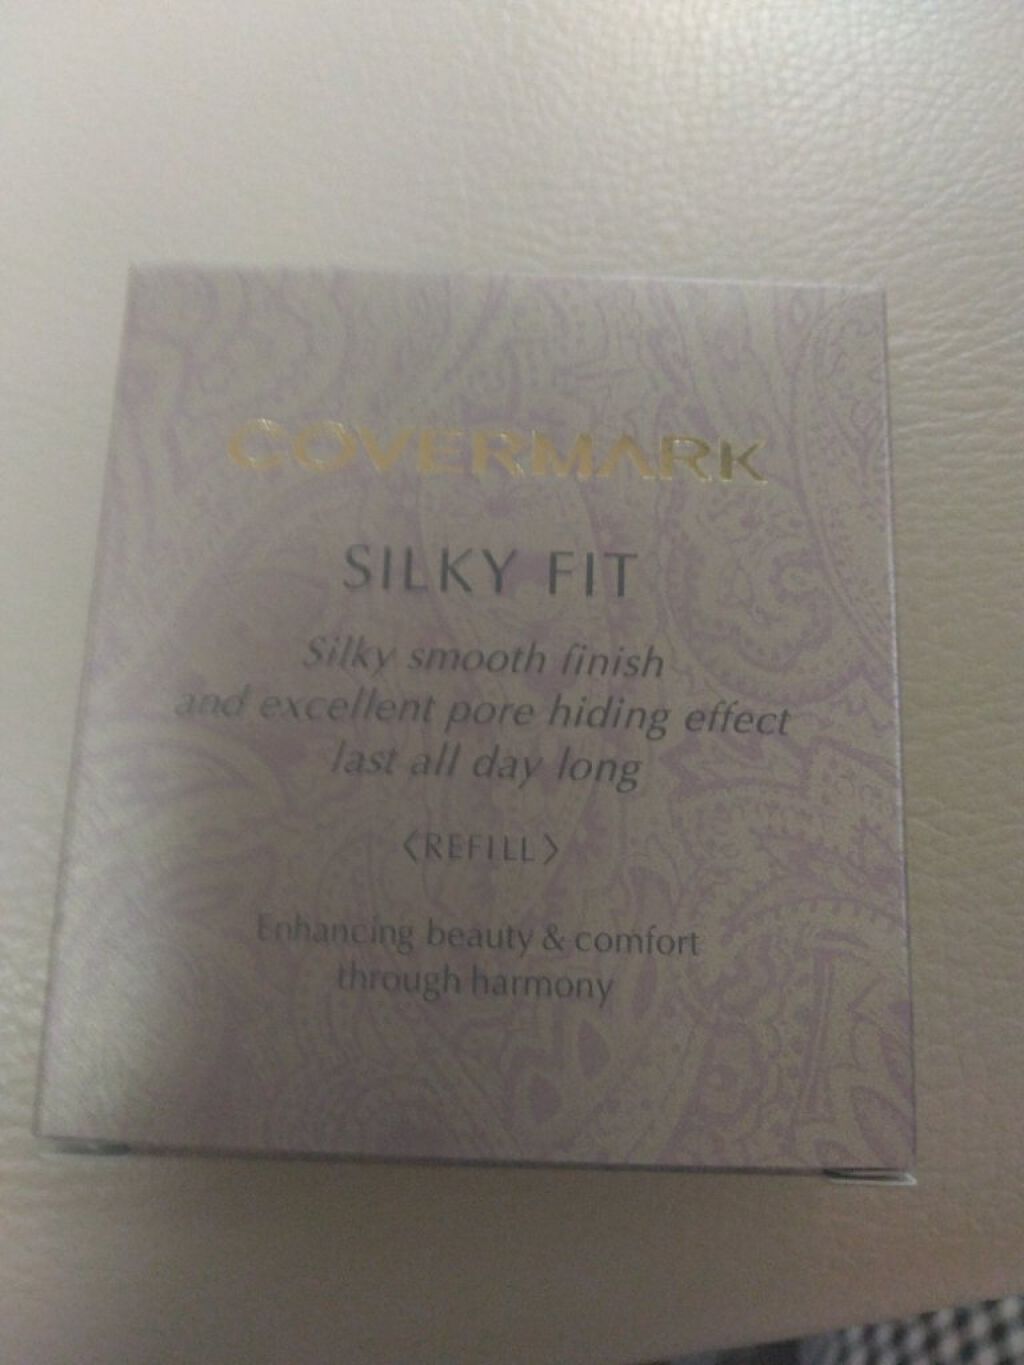 COVERMARK
SILKY FIT
Silky smooth finish
and excellent pore hiding effect
last all day long
〈REFILL〉
Enhancing beauty & comfort
through harmony